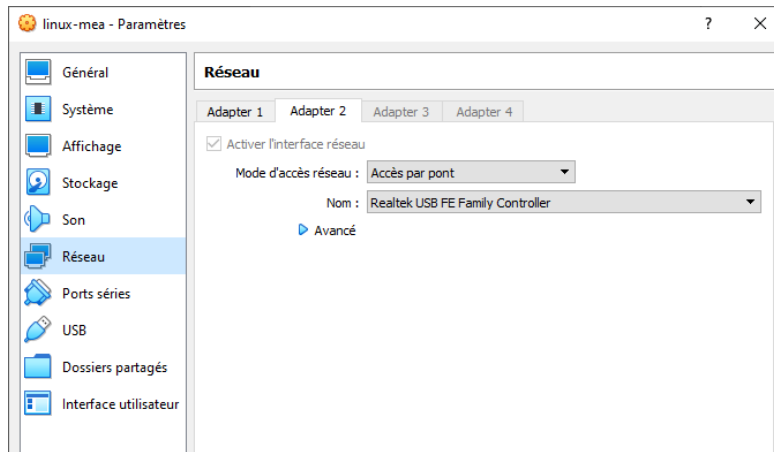 linux-mea - Paramètres
?
Général
Système
Affichage
Stockage
Son
Réseau
Ports séries
USB
Dossiers partagés
Interface utilisateur
Réseau
Adapter 1 Adapter 2 Adapter 3 Adapter 4
Activer l'interface réseau
Mode d'accès réseau : Accès par pont
Nom : Realtek USB FE Family Controller
Avancé